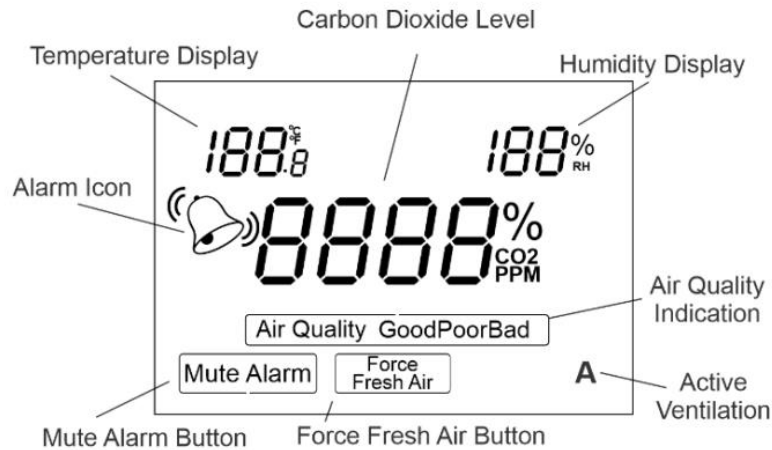 Carbon Dioxide Level
Temperature Display
Humidity Display
188.8 °C °F
188 % RH
Alarm Icon
8888 % CO2 PPM
Air Quality Indication
Air Quality GoodPoorBad
Mute Alarm
Force Fresh Air
A
Active Ventilation
Mute Alarm Button
Force Fresh Air Button